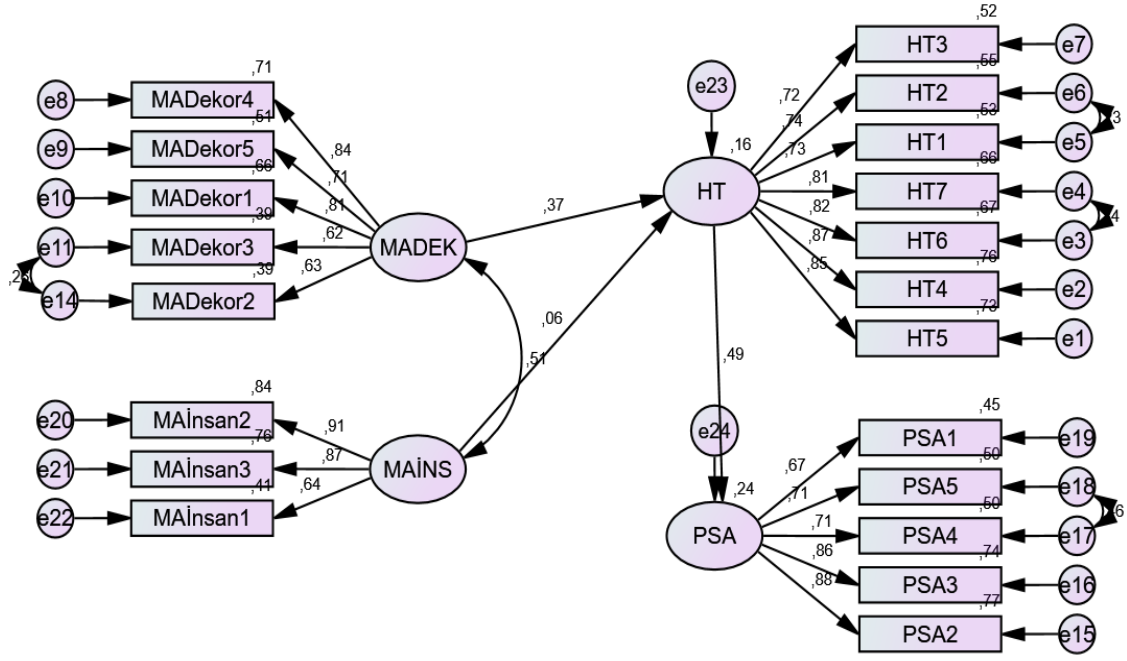 ,71
e8
MADekor4
,51
e9
MADekor5
,66
e10
MADekor1
,39
e11
MADekor3
,39
e14
MADekor2
,84
,71
,81
,62
,63
MADEK
,84
e20
MAİnsan2
,76
e21
MAİnsan3
,41
e22
MAİnsan1
,91
,87
,64
MAİNS
,51
,37
,06
e23
,16
HT
,49
e24
,24
PSA
,72
,74
,73
,81
,82
,87
,85
,52
HT3
e7
,55
HT2
e6
,53
HT1
e5
,66
HT7
e4
,67
HT6
e3
,76
HT4
e2
,73
HT5
e1
,67
,71
,71
,86
,88
,45
PSA1
e19
,50
PSA5
e18
,50
PSA4
e17
,74
PSA3
e16
,77
PSA2
e15